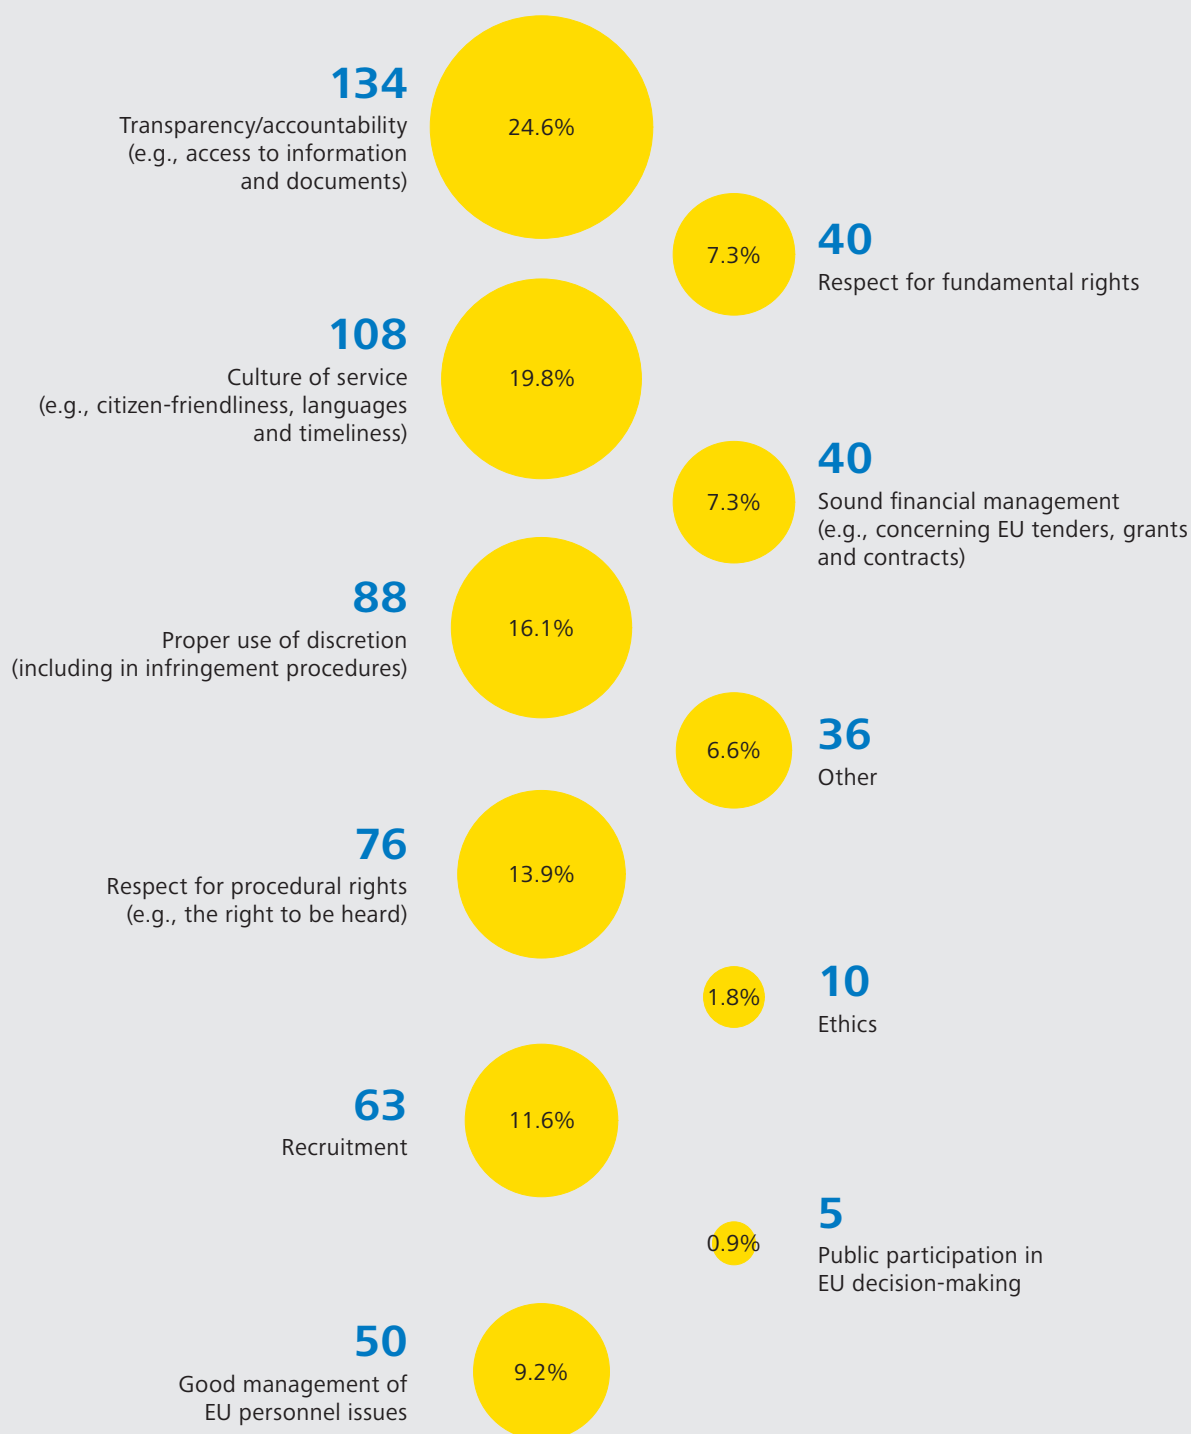 134
Transparency/accountability
(e.g., access to information
and documents)
24.6%
7.3%
40
Respect for fundamental rights
108
Culture of service
(e.g., citizen-friendliness, languages
and timeliness)
19.8%
7.3%
40
Sound financial management
(e.g., concerning EU tenders, grants
and contracts)
88
Proper use of discretion
(including in infringement procedures)
16.1%
6.6%
36
Other
76
Respect for procedural rights
(e.g., the right to be heard)
13.9%
1.8%
10
Ethics
63
Recruitment
11.6%
0.9%
5
Public participation in
EU decision-making
50
Good management of
EU personnel issues
9.2%